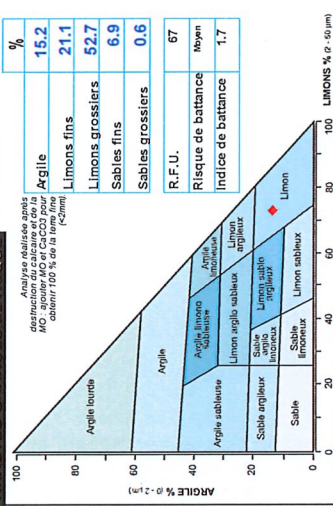 Analyse réalisée après
destruction du calcaire et de la
MO : ajouter MO et CaCO3 pour
obtenir 100 % de la terre fine
(<2mm)
%
Argile 15.2
Limons fins 21.1
Limons grossiers 52.7
Sables fins 6.9
Sables grossiers 0.6
R.F.U. 67
Risque de battance Moyen
Indice de battance 1.7
ARGILE % (0 - 2 µm)
100
80
60
40
20
0
Argile lourde
Argile
Argile limono
sableuse
Argile
limoneuse
Argile sableuse
Limon argilo sableux
Limon
argileux
Sable argileux
Sable
argilo
limoneux
Limon sablo
argileux
Limon
Sable
Sable
limoneux
Limon sableux
0
20
40
60
80
100
LIMONS % (2 - 50 µm)